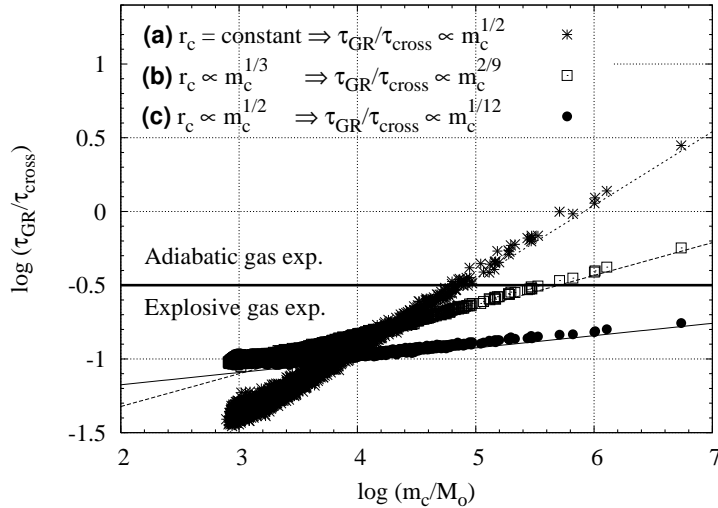 (a) r_c = constant ⇒ τ_GR/τ_cross ∝ m_c^1/2
(b) r_c ∝ m_c^1/3 ⇒ τ_GR/τ_cross ∝ m_c^2/9
(c) r_c ∝ m_c^1/2 ⇒ τ_GR/τ_cross ∝ m_c^1/12
1
0.5
0
-0.5
-1
-1.5
log (τ_GR/τ_cross)
Adiabatic gas exp.
Explosive gas exp.
2 3 4 5 6 7
log (m_c/M_o)